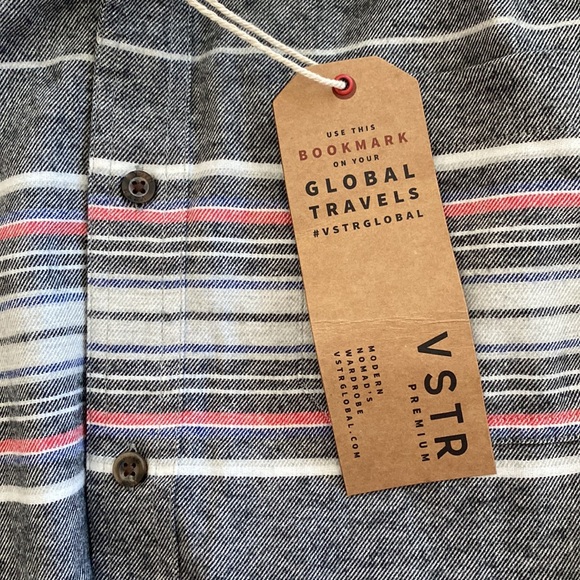 USE THIS
BOOKMARK
ON YOUR
GLOBAL
TRAVELS
#VSTRGLOBAL
VSTR
PREMIUM
MODERN
NOMAD'S
WARDROBE
VSTRGLOBAL.COM